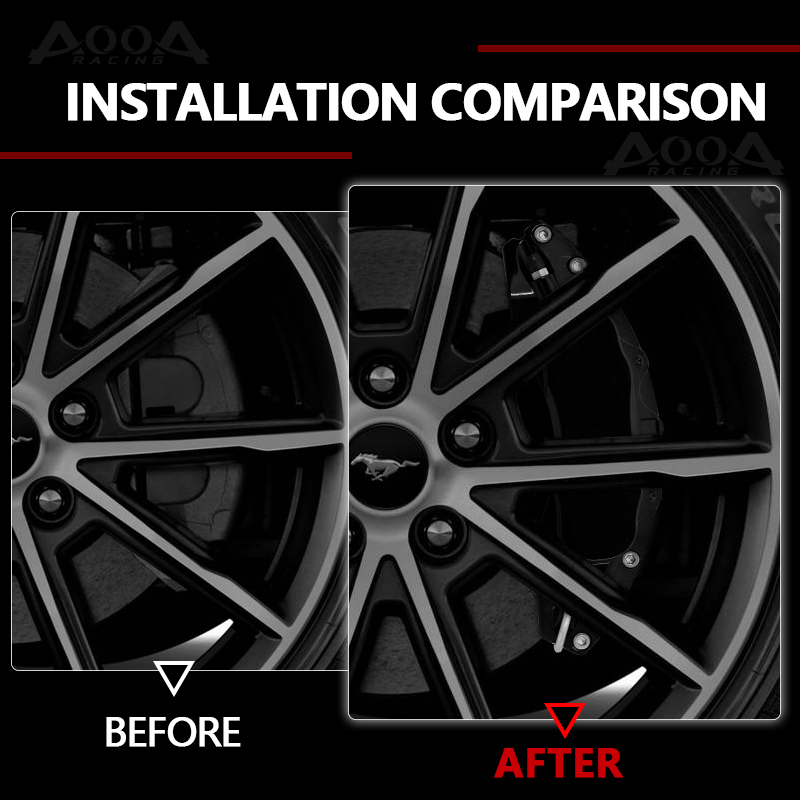 AOOA
RACING
INSTALLATION COMPARISON
AOOA
RACING
BEFORE
AFTER